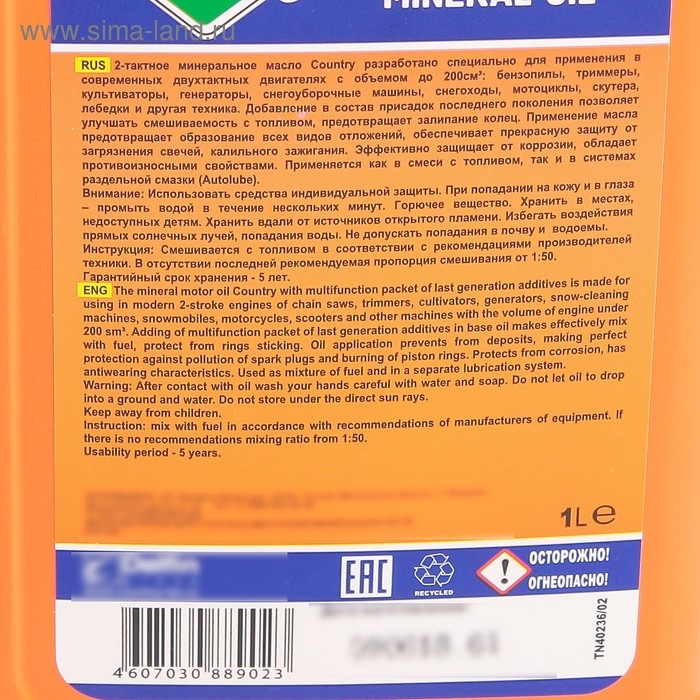 www.sima-land.ru
MINERAL OIL
RUS 2-тактное минеральное масло Country разработано специально для применения в
современных двухтактных двигателях с объемом до 200см³: бензопилы, триммеры,
культиваторы, генераторы, снегоуборочные машины, снегоходы, мотоциклы, скутера,
лебедки и другая техника. Добавление в состав присадок последнего поколения позволяет
улучшать смешиваемость с топливом, предотвращает залипание колец. Применение масла
предотвращает образование всех видов отложений, обеспечивает прекрасную защиту от
загрязнения свечей, калильного зажигания. Эффективно защищает от коррозии, обладает
противоизносными свойствами. Применяется как в смеси с топливом, так и в системах
раздельной смазки (Autolube).
Внимание: Использовать средства индивидуальной защиты. При попадании на кожу и в глаза
– промыть водой в течение нескольких минут. Горючее вещество. Хранить в местах,
недоступных детям. Хранить вдали от источников открытого пламени. Избегать воздействия
прямых солнечных лучей, попадания воды. Не допускать попадания в почву и водоемы.
Инструкция: Смешивается с топливом в соответствии с рекомендациями производителей
техники. В отсутствии последней рекомендуемая пропорция смешивания от 1:50.
Гарантийный срок хранения - 5 лет.
ENG The mineral motor oil Country with multifunction packet of last generation additives is made for
using in modern 2-stroke engines of chain saws, trimmers, cultivators, generators, snow-cleaning
machines, snowmobiles, motorcycles, scooters and other machines with the volume of engine under
200 sm³. Adding of multifunction packet of last generation additives in base oil makes effectively mix
with fuel, protect from rings sticking. Oil application prevents from deposits, making perfect
protection against pollution of spark plugs and burning of piston rings. Protects from corrosion, has
antiwearing characteristics. Used as mixture of fuel and in a separate lubrication system.
Warning: After contact with oil wash your hands careful with water and soap. Do not let oil to drop
into a ground and water. Do not store under the direct sun rays.
Keep away from children.
Instruction: mix with fuel in accordance with recommendations of manufacturers of equipment. If
there is no recommendations mixing ratio from 1:50.
Usability period - 5 years.
1L e
EAC
RECYCLED
ОСТОРОЖНО!
ОГНЕОПАСНО!
4 607030 889023
TN40236/02